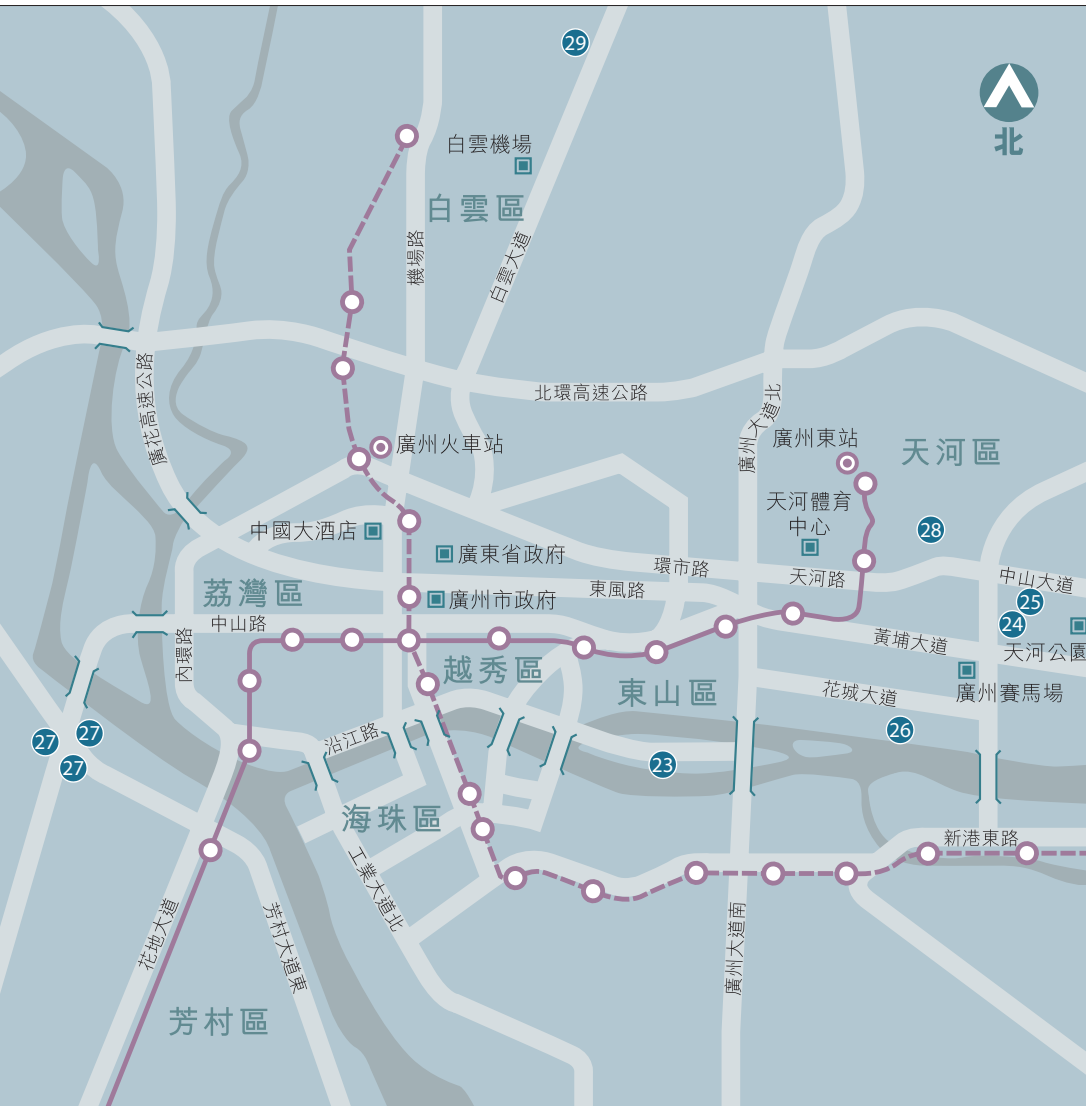 29
北
白雲機場
白雲區
機場路
白雲大道
廣花高速公路
北環高速公路
廣州大道北
廣州火車站
廣州東站
天河區
天河體育
中心
28
中國大酒店
廣東省政府
環市路
天河路
中山大道
荔灣區
廣州市政府
東風路
25
24
中山路
內環路
黃埔大道
天河公園
越秀區
東山區
花城大道
廣州賽馬場
27
27
27
沿江路
26
23
海珠區
新港東路
工業大道北
花地大道
芳村大道東
廣州大道南
芳村區